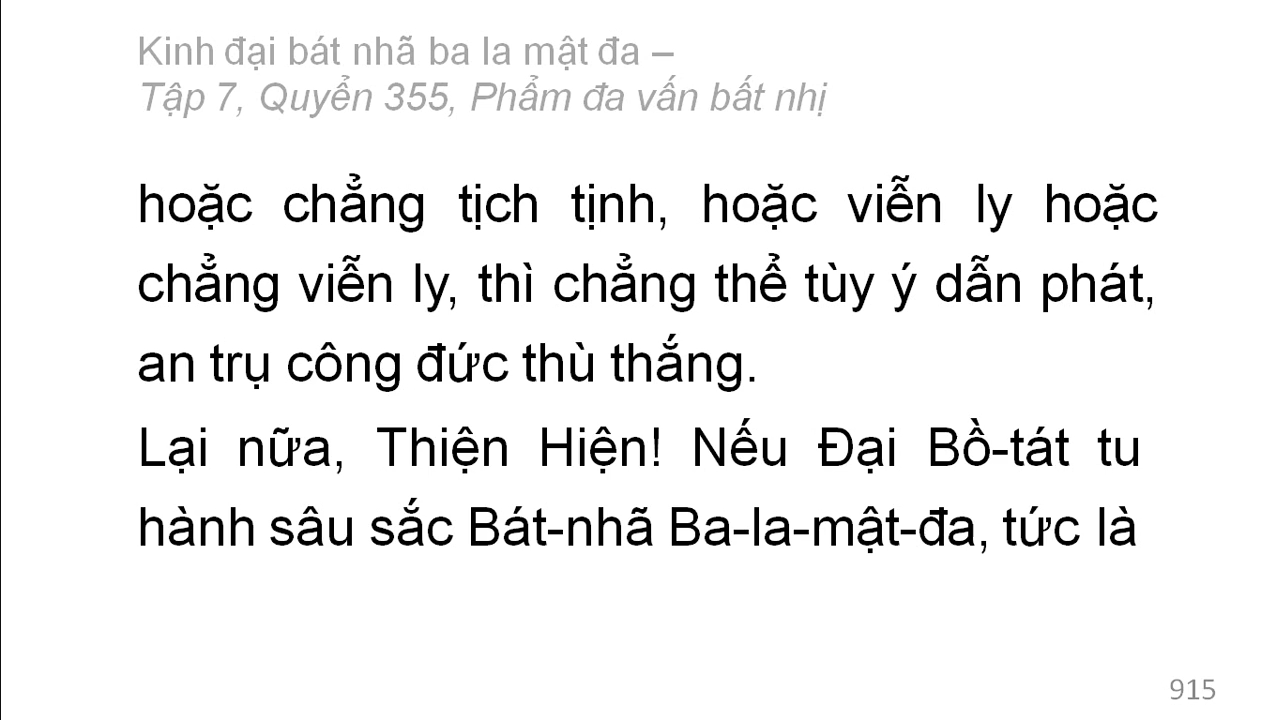 Kinh đại bát nhã ba la mật đa –
Tập 7, Quyển 355, Phẩm đa vấn bất nhị
hoặc chẳng tịch tịnh, hoặc viễn ly hoặc
chẳng viễn ly, thì chẳng thể tùy ý dẫn phát,
an trụ công đức thù thắng.
Lại nữa, Thiện Hiện! Nếu Đại Bồ-tát tu
hành sâu sắc Bát-nhã Ba-la-mật-đa, tức là
915